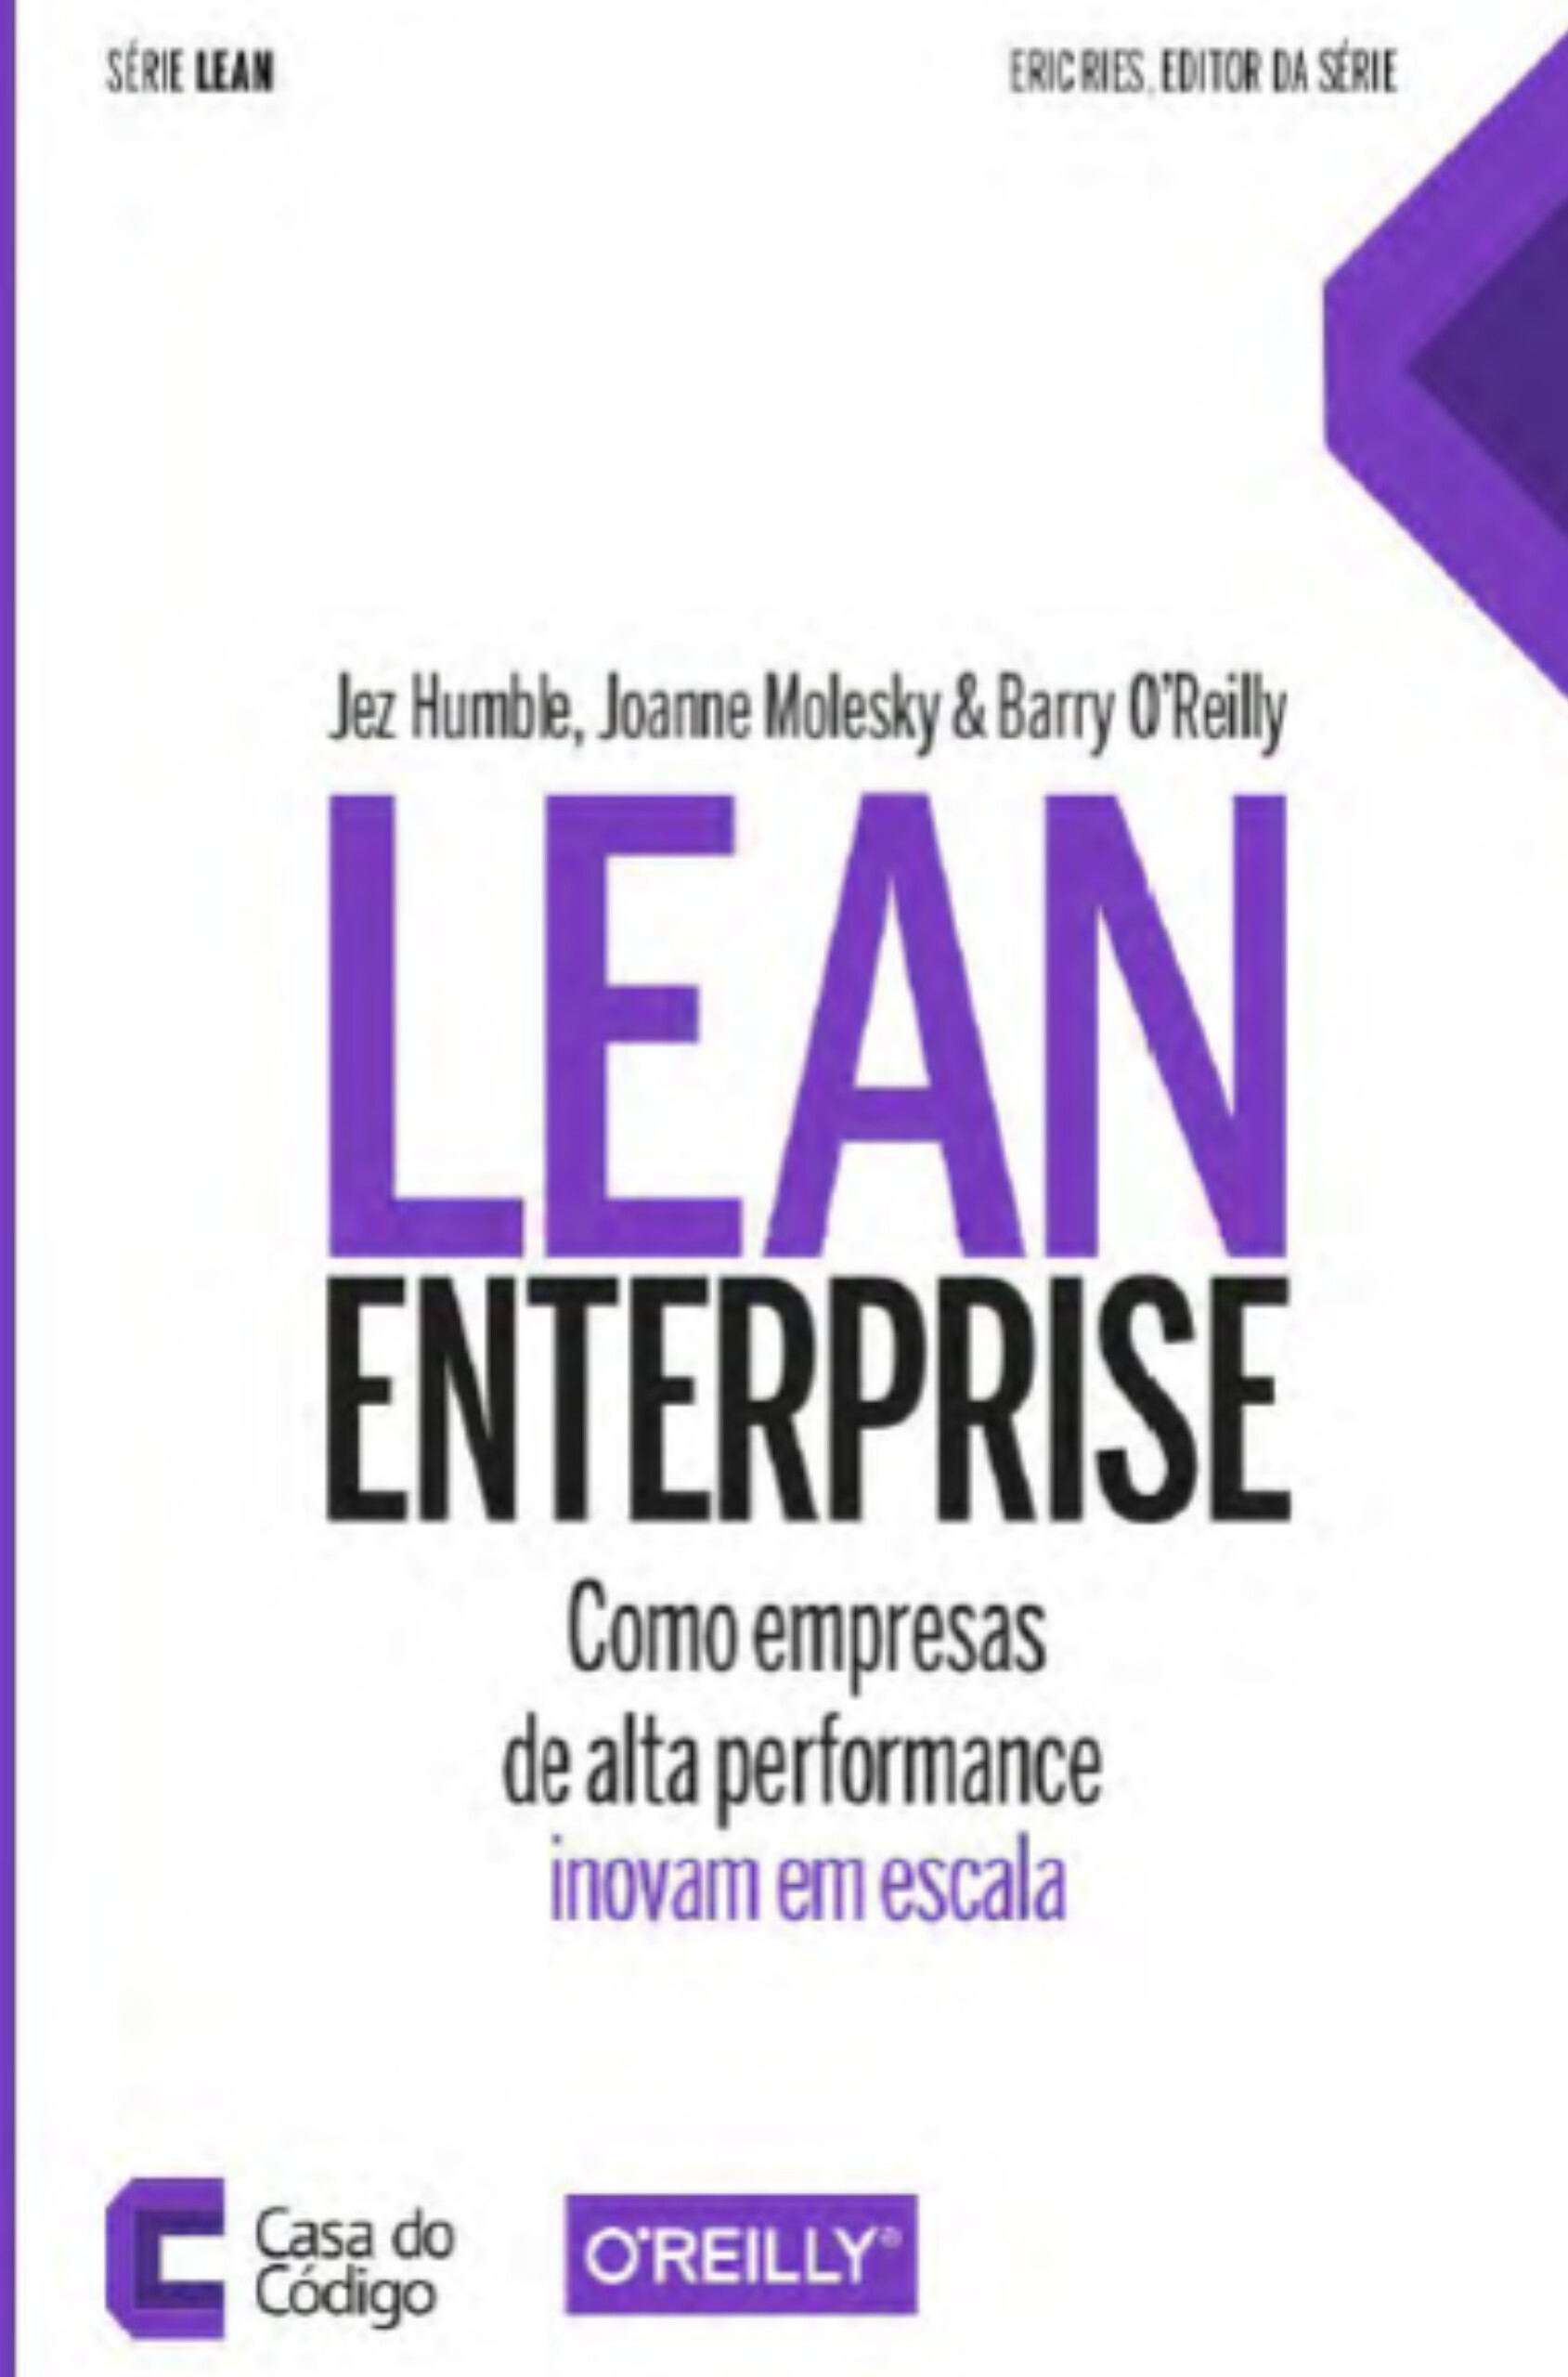 SÉRIE LEAN
ERIC RIES, EDITOR DA SÉRIE
Jez Humble, Joanne Molesky & Barry O'Reilly
LEAN
ENTERPRISE
Como empresas
de alta performance
inovam em escala
Casa do
Código
O'REILLY®